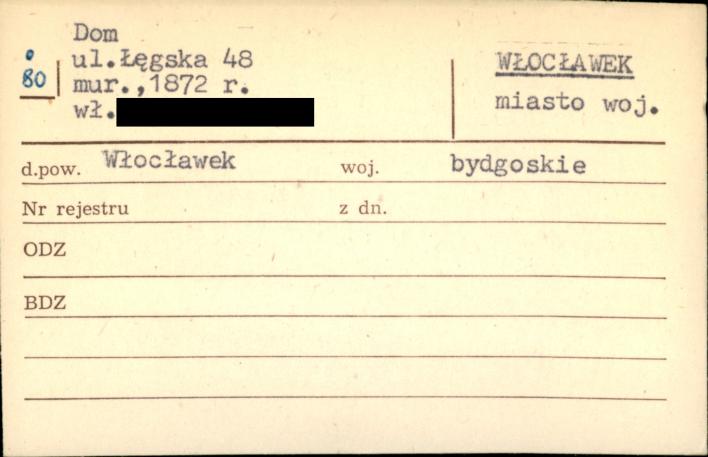 Dom
ul.Łęgska 48
80
mur.,1872 r.
wł.
WŁOCŁAWEK
miasto woj.
d.pow. Włocławek woj. bydgoskie
Nr rejestru z dn.
ODZ
BDZ